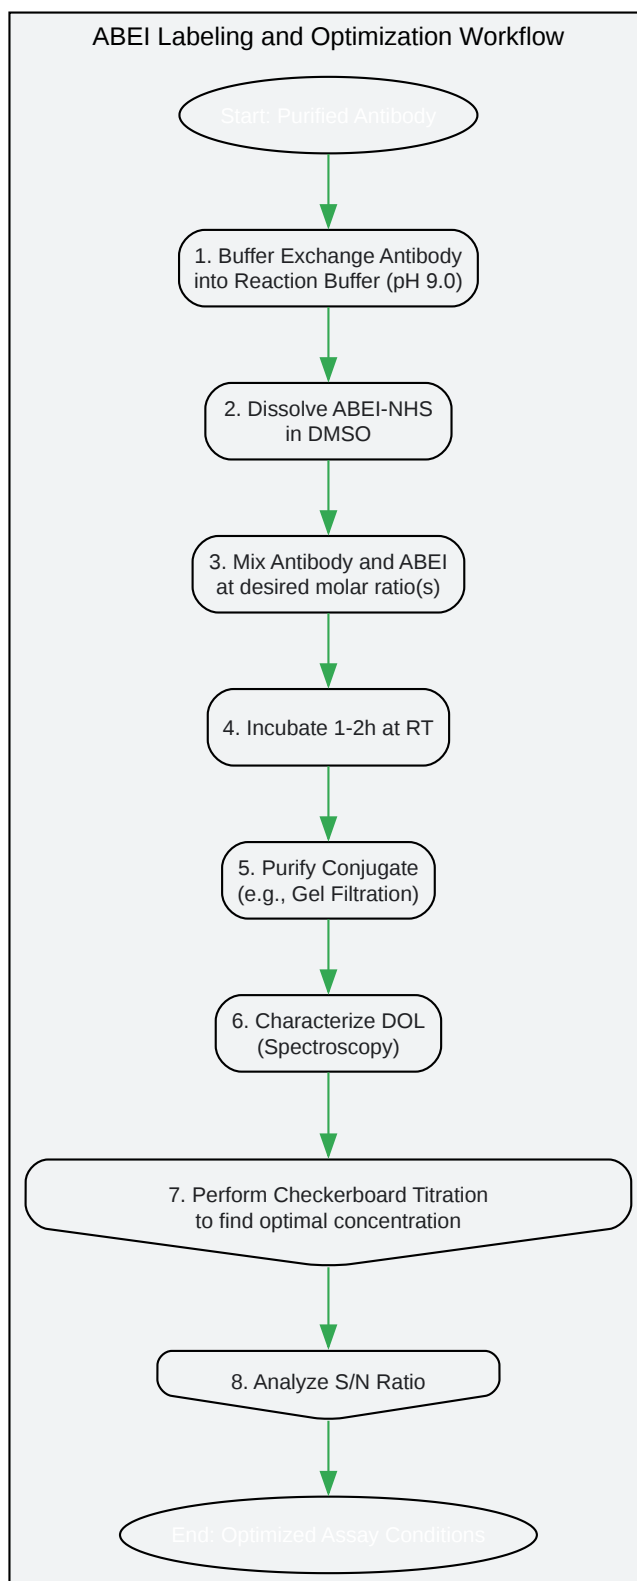 ABEI Labeling and Optimization Workflow
Start: Purified Antibody
1. Buffer Exchange Antibody
into Reaction Buffer (pH 9.0)
2. Dissolve ABEI-NHS
in DMSO
3. Mix Antibody and ABEI
at desired molar ratio(s)
4. Incubate 1-2h at RT
5. Purify Conjugate
(e.g., Gel Filtration)
6. Characterize DOL
(Spectroscopy)
7. Perform Checkerboard Titration
to find optimal concentration
8. Analyze S/N Ratio
End: Optimized Assay Conditions